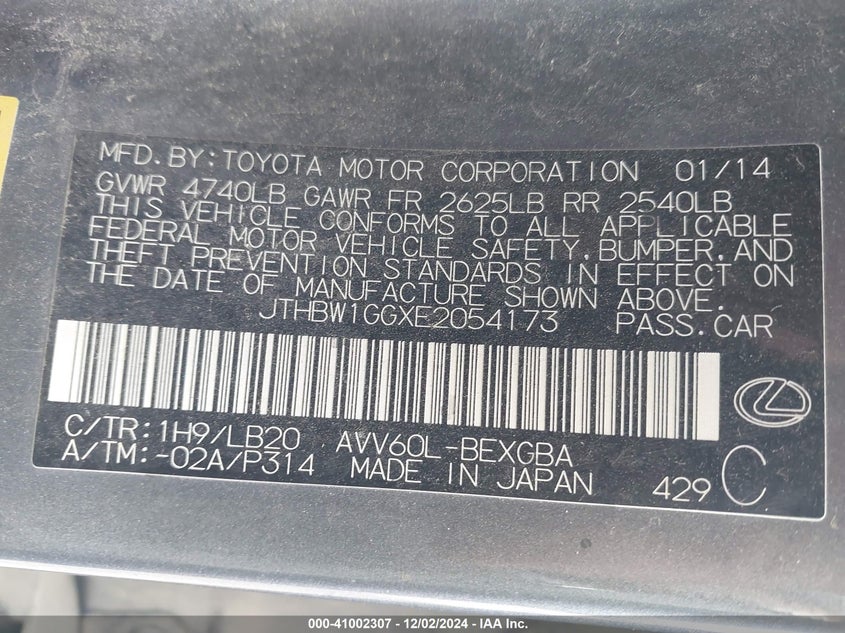 MFD.BY:TOYOTA MOTOR CORPORATION 01/14
GVWR 4740LB GAWR FR 2625LB RR 2540LB
THIS VEHICLE CONFORMS TO ALL APPLICABLE
FEDERAL MOTOR VEHICLE SAFETY,BUMPER,AND
THEFT PREVENTION STANDARDS IN EFFECT ON
THE DATE OF MANUFACTURE SHOWN ABOVE.
JTHBW1GGXE2054173 PASS.CAR
C/TR:1H9/LB20 AVV60L-BEXGBA
A/TM:-02A/P314 MADE IN JAPAN 429 C
000-41002307 - 12/02/2024 - IAA Inc.